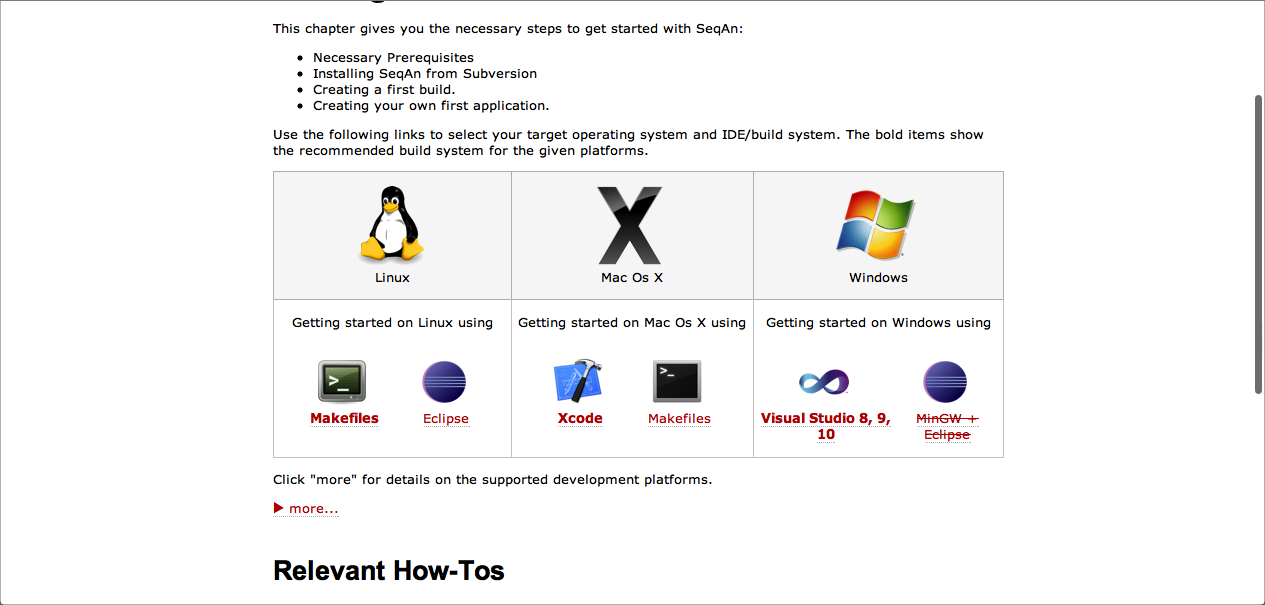 This chapter gives you the necessary steps to get started with SeqAn:
• Necessary Prerequisites
• Installing SeqAn from Subversion
• Creating a first build.
• Creating your own first application.
Use the following links to select your target operating system and IDE/build system. The bold items show
the recommended build system for the given platforms.
Linux
Mac Os X
Windows
Getting started on Linux using
Getting started on Mac Os X using
Getting started on Windows using
Makefiles
Eclipse
Xcode
Makefiles
Visual Studio 8, 9,
10
MinGW +
Eclipse
Click "more" for details on the supported development platforms.
more...
Relevant How-Tos